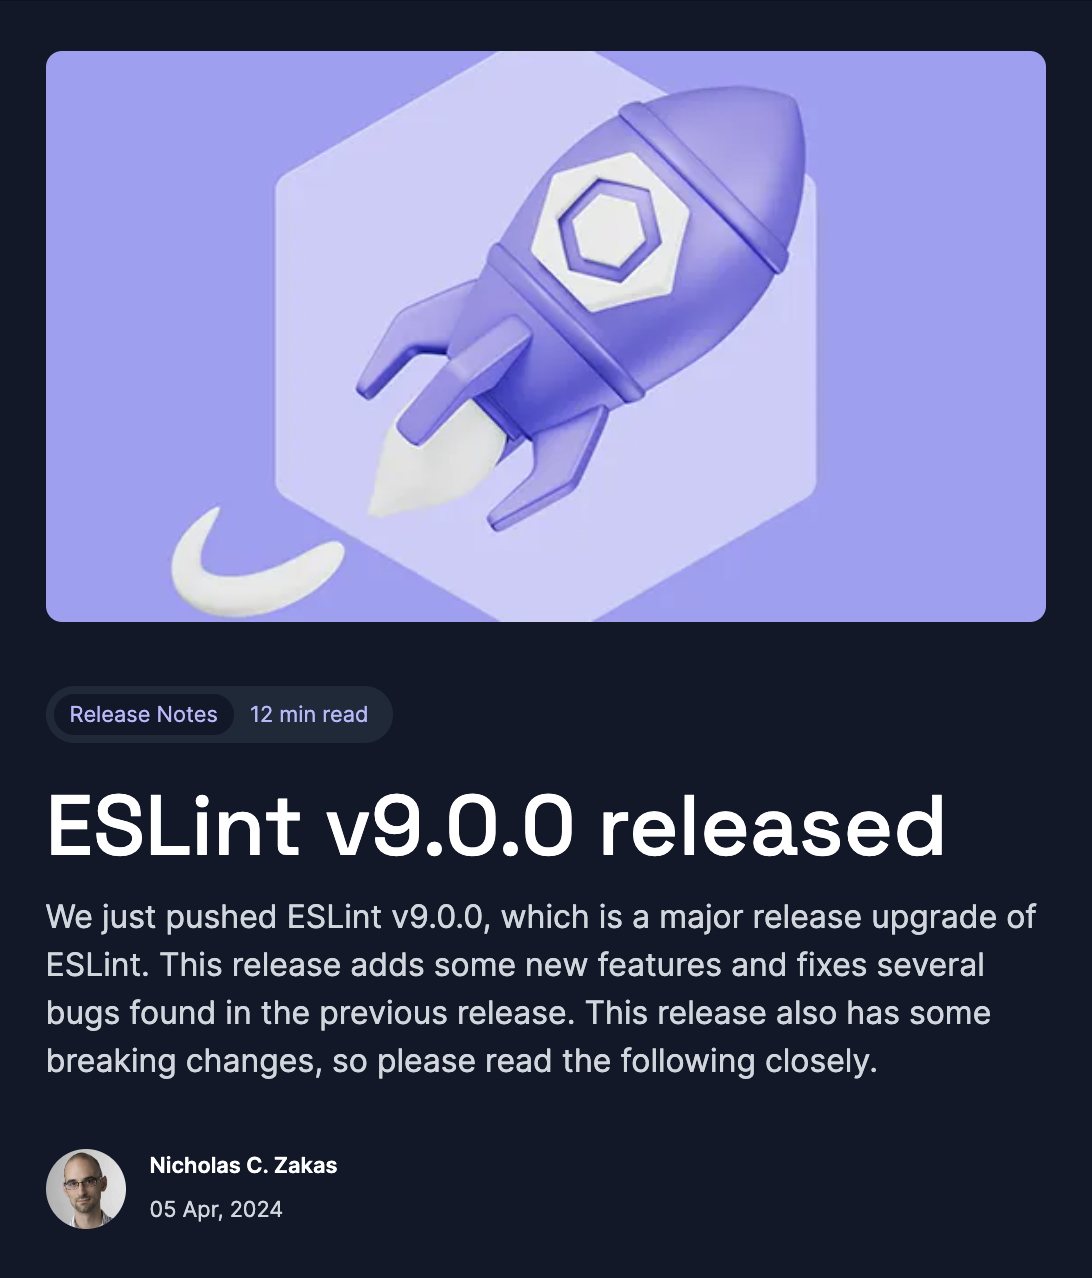 Release Notes
12 min read
ESLint v9.0.0 released
We just pushed ESLint v9.0.0, which is a major release upgrade of
ESLint. This release adds some new features and fixes several
bugs found in the previous release. This release also has some
breaking changes, so please read the following closely.
Nicholas C. Zakas
05 Apr, 2024